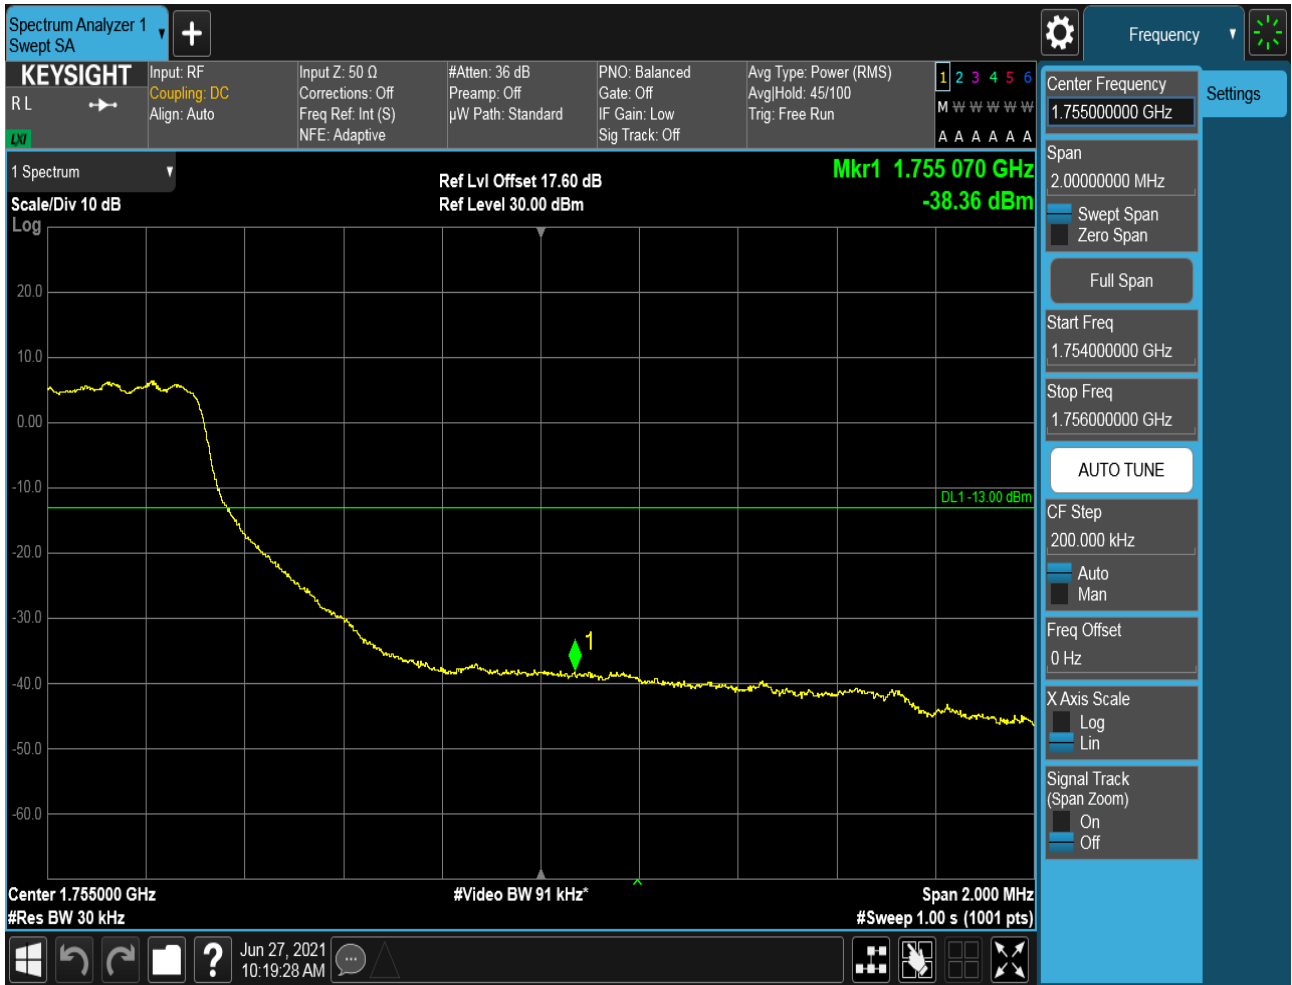 Spectrum Analyzer 1
Swept SA
Frequency
KEYSIGHT
R L
LXI
Input: RF
Coupling: DC
Align: Auto
Input Z: 50 Ω
Corrections: Off
Freq Ref: Int (S)
NFE: Adaptive
#Atten: 36 dB
Preamp: Off
µW Path: Standard
PNO: Balanced
Gate: Off
IF Gain: Low
Sig Track: Off
Avg Type: Power (RMS)
Avg|Hold: 45/100
Trig: Free Run
1 2 3 4 5 6
M W W W W W
A A A A A A
1 Spectrum
Scale/Div 10 dB
Log
Ref Lvl Offset 17.60 dB
Ref Level 30.00 dBm
Mkr1 1.755 070 GHz
-38.36 dBm
20.0
10.0
0.00
-10.0
-20.0
-30.0
-40.0
-50.0
-60.0
DL1 -13.00 dBm
1
Center 1.755000 GHz
#Res BW 30 kHz
#Video BW 91 kHz*
Span 2.000 MHz
#Sweep 1.00 s (1001 pts)
Jun 27, 2021
10:19:28 AM
Center Frequency
1.755000000 GHz
Settings
Span
2.00000000 MHz
Swept Span
Zero Span
Full Span
Start Freq
1.754000000 GHz
Stop Freq
1.756000000 GHz
AUTO TUNE
CF Step
200.000 kHz
Auto
Man
Freq Offset
0 Hz
X Axis Scale
Log
Lin
Signal Track
(Span Zoom)
On
Off